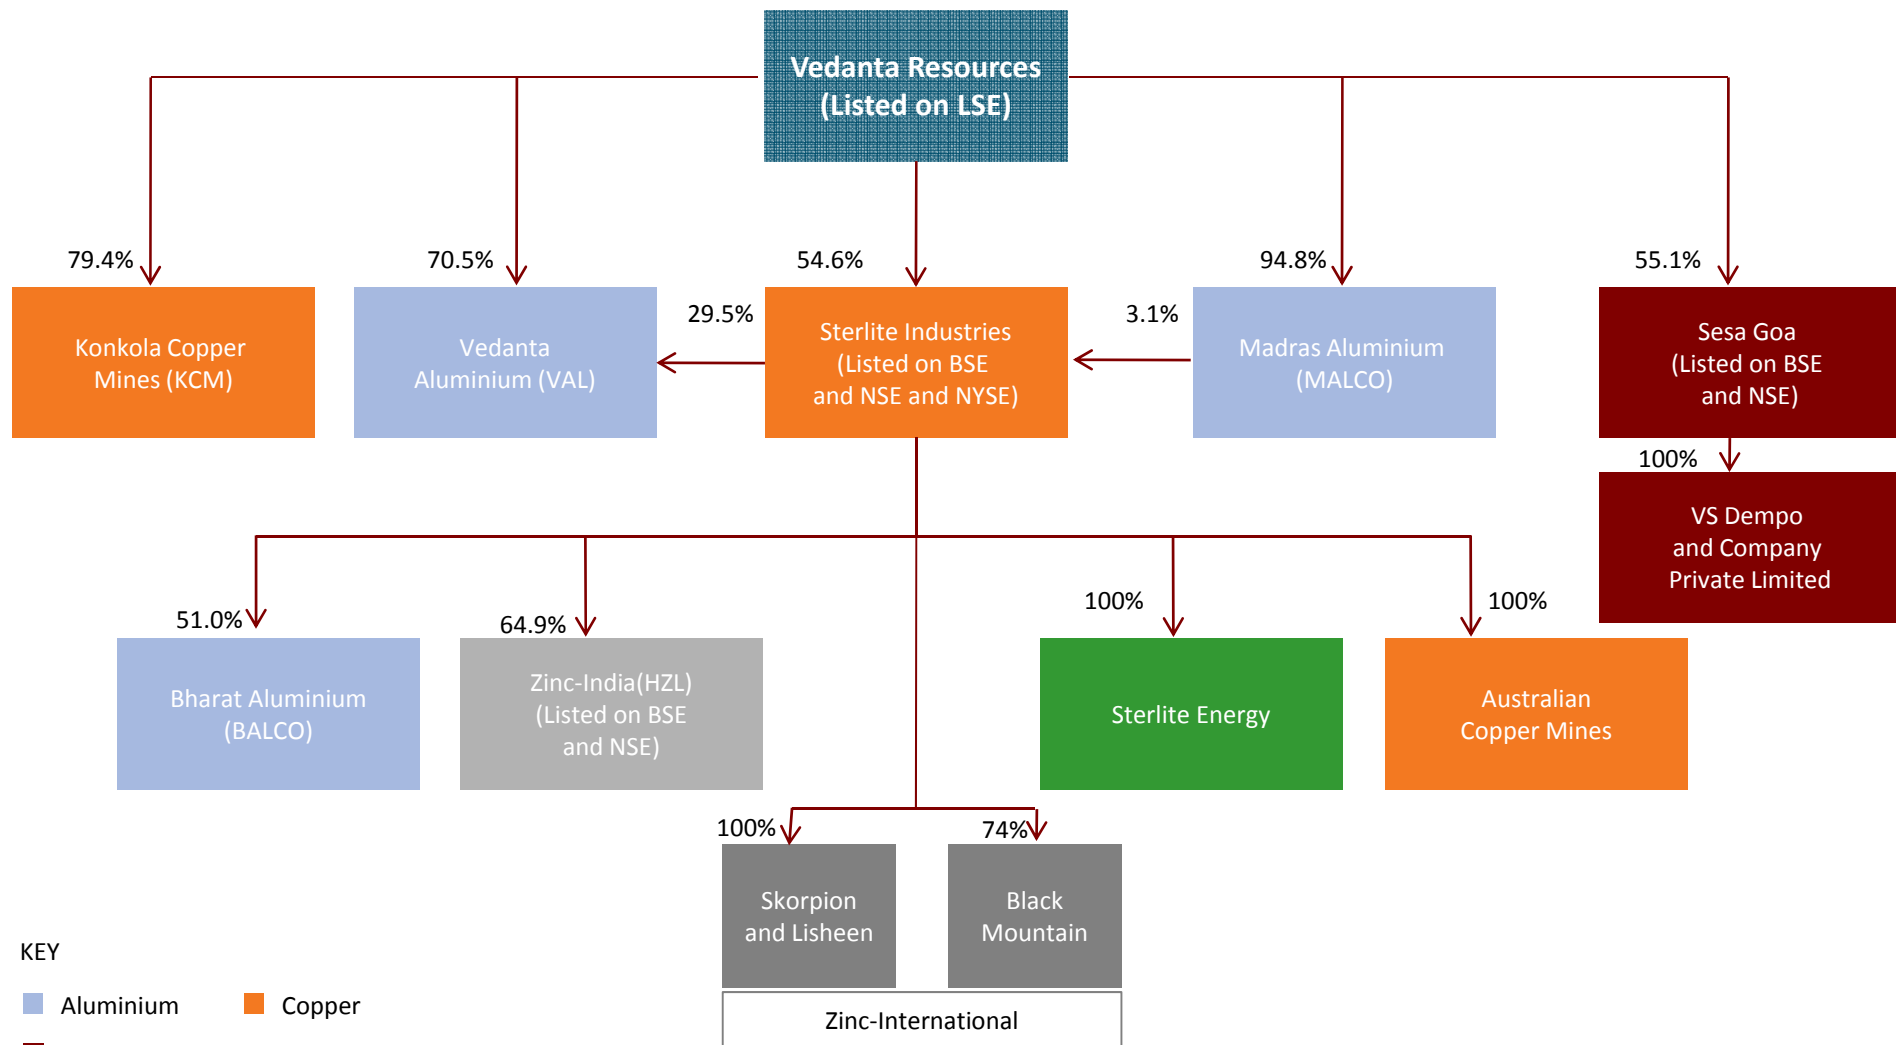 Vedanta Resources
(Listed on LSE)
79.4%
70.5%
54.6%
94.8%
55.1%
Konkola Copper
Mines (KCM)
Vedanta
Aluminium (VAL)
29.5%
Sterlite Industries
(Listed on BSE
and NSE and NYSE)
3.1%
Madras Aluminium
(MALCO)
Sesa Goa
(Listed on BSE
and NSE)
100%
VS Dempo
and Company
Private Limited
51.0%
64.9%
100%
100%
Bharat Aluminium
(BALCO)
Zinc-India(HZL)
(Listed on BSE
and NSE)
Sterlite Energy
Australian
Copper Mines
100%
74%
Skorpion
and Lisheen
Black
Mountain
Zinc-International
KEY
Aluminium
Copper